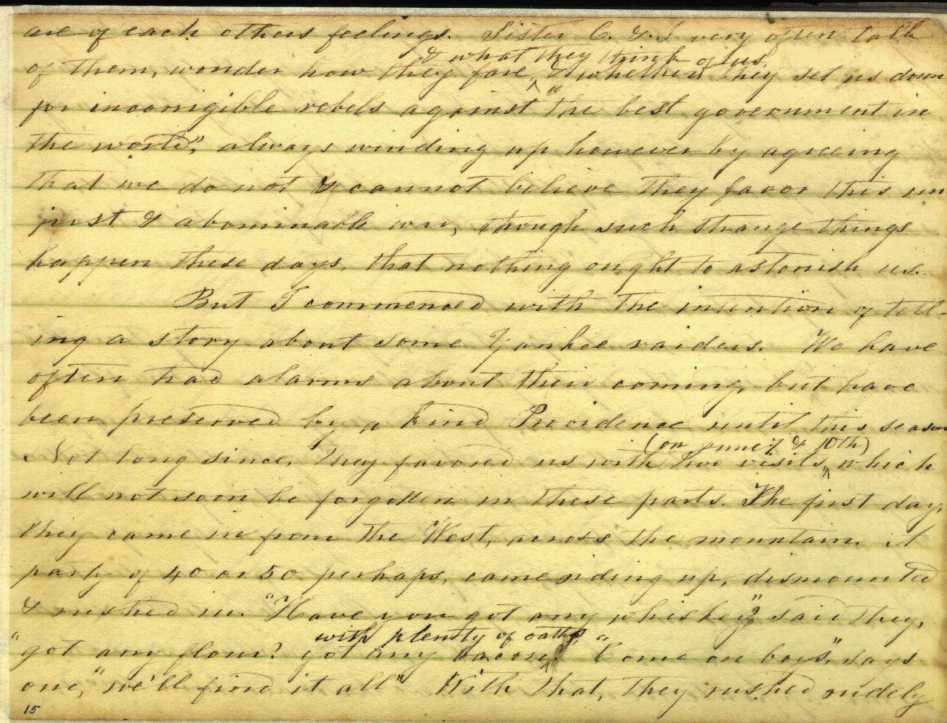 are of each others feelings. Sister C. & I very often talk
& what they think of us,
of them, wonder how they fare, & whether they set us down
for incorrigible rebels against "the best government in
the world", always winding up however by agreeing
that we do not & cannot believe they favor this un
just & abominable war, though such strange things
happen these days, that nothing ought to astonish us.
But I commenced with the intention of tell-
ing a story about some Yankee raiders. We have
often had alarms about their coming, but have
been preserved by a kind Providence until this season
(on June & 10th)
Not long since, they favored us with two visits, which
will not soon be forgotten in these parts. The first day,
they came in from the West, across the mountain. A
party of 40 or 50 perhaps, came riding up, dismounted
& rushed in. "Have you got any whiskey"? said they,
with plenty of oaths
"got any flour? got any bacon?" "Come on boys," says
one, "we'll find it all" With that, they rushed rudely
15